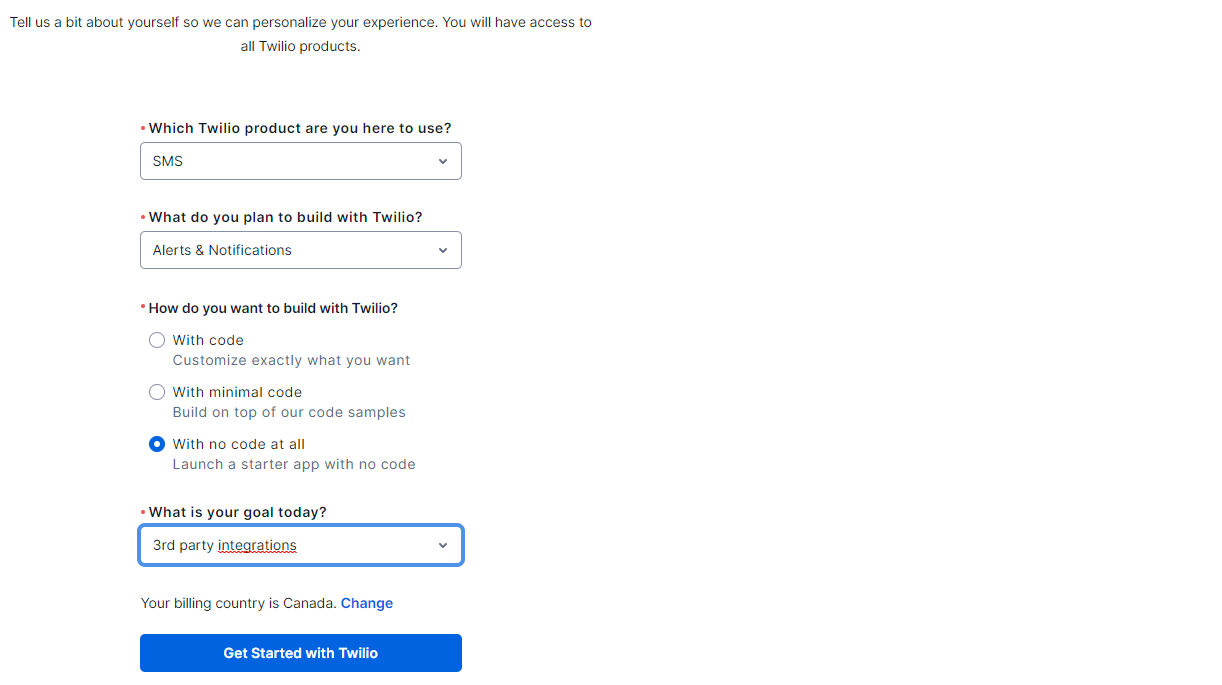 Tell us a bit about yourself so we can personalize your experience. You will have access to
all Twilio products.
• Which Twilio product are you here to use?
SMS
• What do you plan to build with Twilio?
Alerts & Notifications
• How do you want to build with Twilio?
With code
Customize exactly what you want
With minimal code
Build on top of our code samples
With no code at all
Launch a starter app with no code
• What is your goal today?
3rd party integrations
Your billing country is Canada. Change
Get Started with Twilio